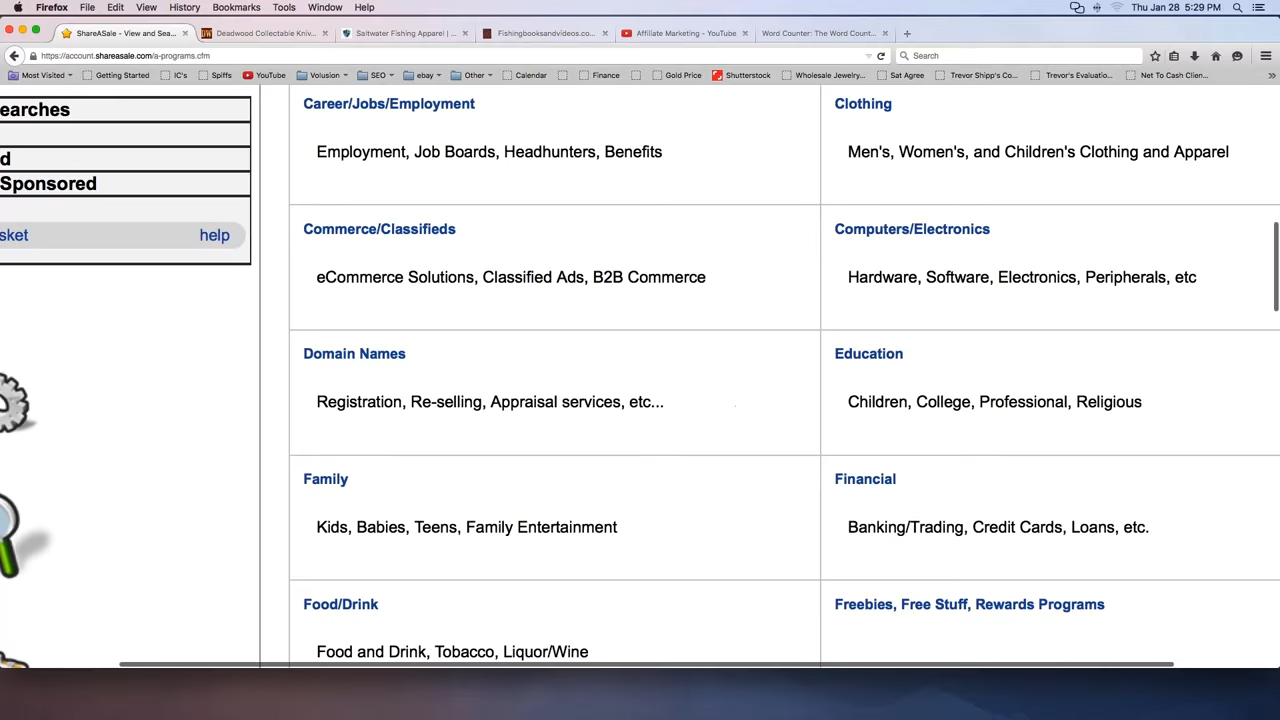 Firefox File Edit View History Bookmarks Tools Window Help Thu Jan 28 5:29 PM
ShareASale - View and Sea... Deadwood Collectable Kniv... Saltwater Fishing Apparel | ... Fishingbooksandvideos.co... Affiliate Marketing - YouTube Word Counter: The Word Count...
https://account.shareasale.com/a-programs.cfm Search
Most Visited Getting Started IC's Spiffs YouTube Volusion SEO ebay Other Calendar Finance Gold Price Shutterstock Wholesale Jewelry... Sat Agree Trevor Shipp's Co... Trevor's Evaluatio... Net To Cash Clien...
earches
d
Sponsored
sket help
Career/Jobs/Employment Clothing
Employment, Job Boards, Headhunters, Benefits Men's, Women's, and Children's Clothing and Apparel
Commerce/Classifieds Computers/Electronics
eCommerce Solutions, Classified Ads, B2B Commerce Hardware, Software, Electronics, Peripherals, etc
Domain Names Education
Registration, Re-selling, Appraisal services, etc... Children, College, Professional, Religious
Family Financial
Kids, Babies, Teens, Family Entertainment Banking/Trading, Credit Cards, Loans, etc.
Food/Drink Freebies, Free Stuff, Rewards Programs
Food and Drink, Tobacco, Liquor/Wine